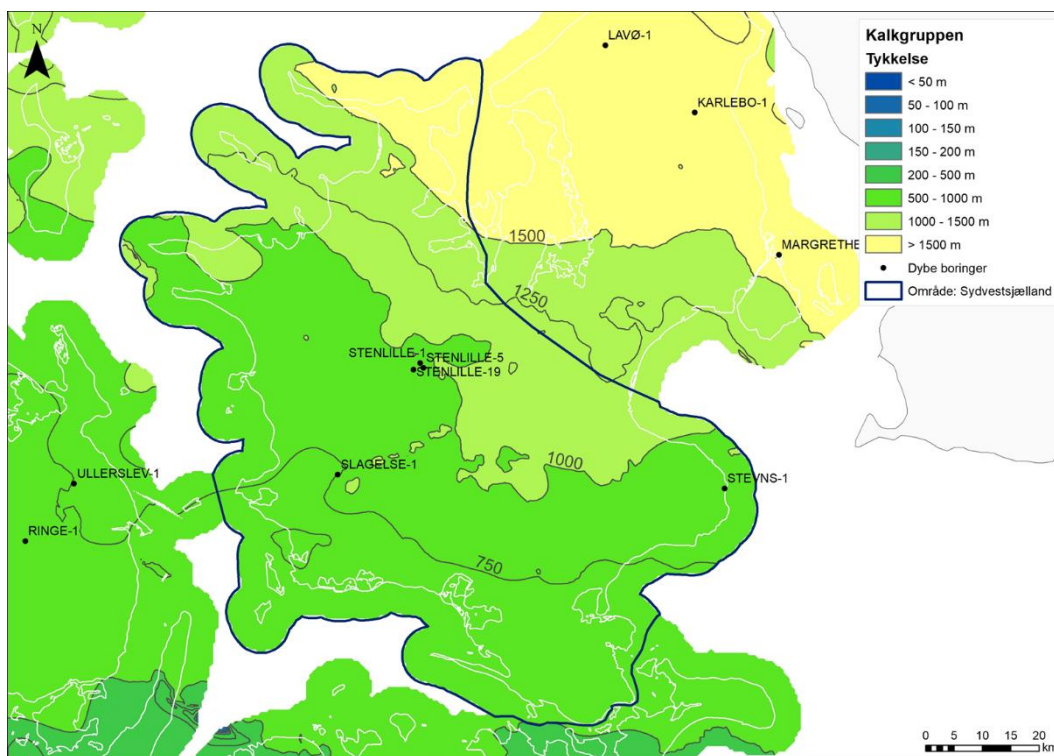 N
LAVØ-1
KARLEBO-1
MARGRETHE
1500
1250
STENLILLE-1
STENLILLE-5
STENLILLE-19
1000
SLAGELSE-1
STEVNS-1
ULLERSLEV-1
RINGE-1
750
Kalkgruppen
Tykkelse
< 50 m
50 - 100 m
100 - 150 m
150 - 200 m
200 - 500 m
500 - 1000 m
1000 - 1500 m
> 1500 m
Dybe boringer
Område: Sydvestsjælland
0 5 10 15 20